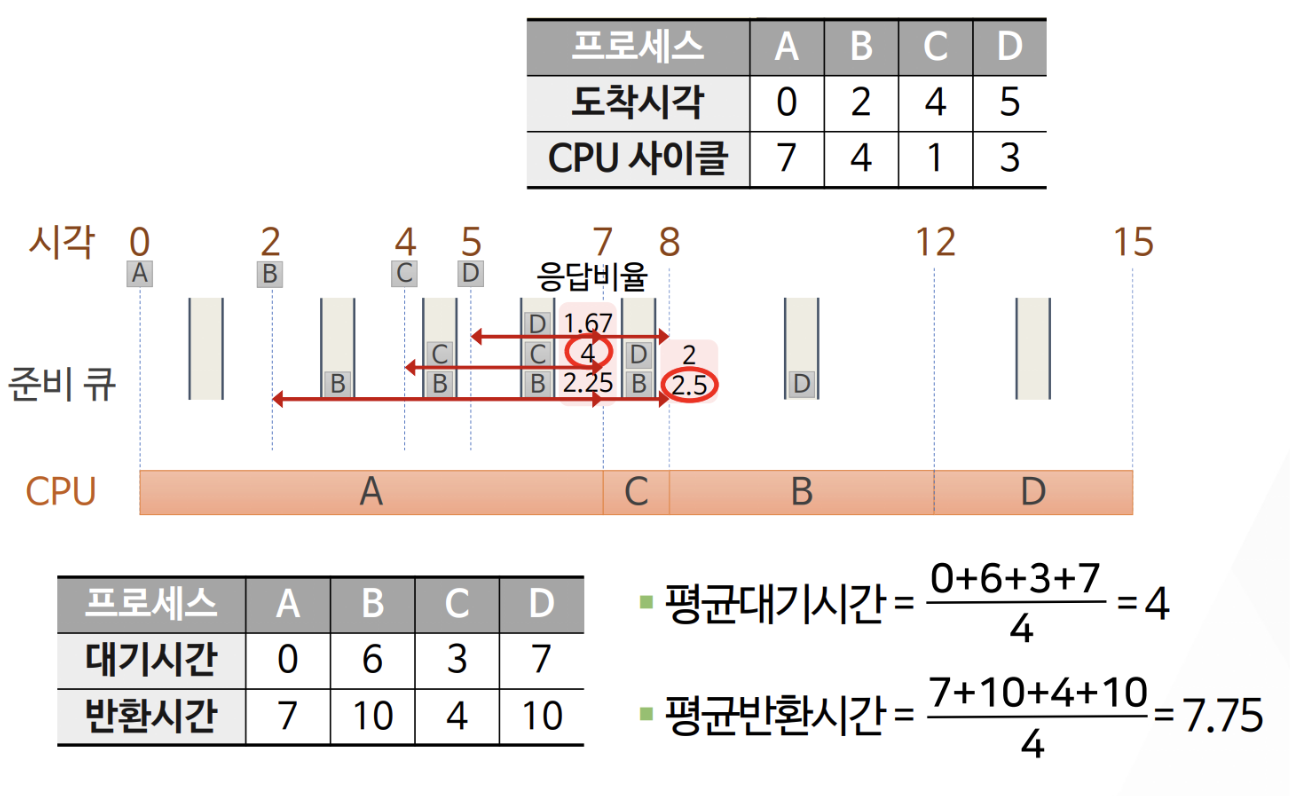 프로세스 A B C D
도착시각 0 2 4 5
CPU 사이클 7 4 1 3
시각 0 2 4 5 7 8 12 15
A B C D 응답비율
D 1.67
C C 4 D 2
준비 큐 B B B 2.25 B 2.5 D
CPU A C B D
프로세스 A B C D
대기시간 0 6 3 7
반환시간 7 10 4 10
평균대기시간 = 0+6+3+7 / 4 = 4
평균반환시간 = 7+10+4+10 / 4 = 7.75